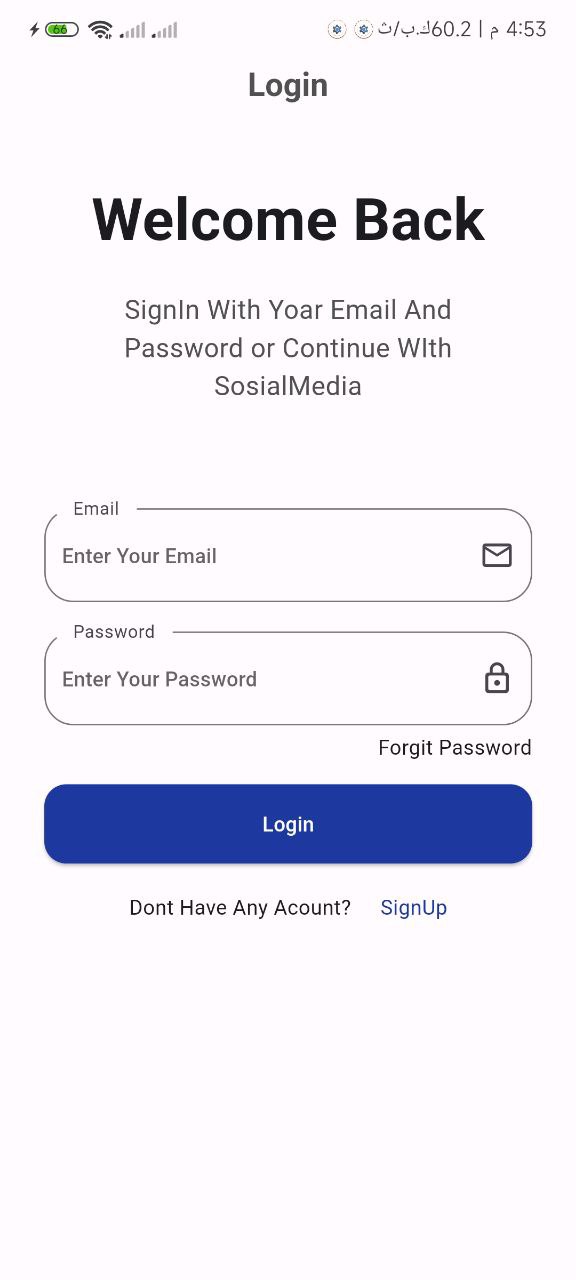 66 4:53 م | 60.2ك.ب/ث
Login
Welcome Back
SignIn With Yoar Email And
Password or Continue WIth
SosialMedia
Email
Enter Your Email
Password
Enter Your Password
Forgit Password
Login
Dont Have Any Acount? SignUp